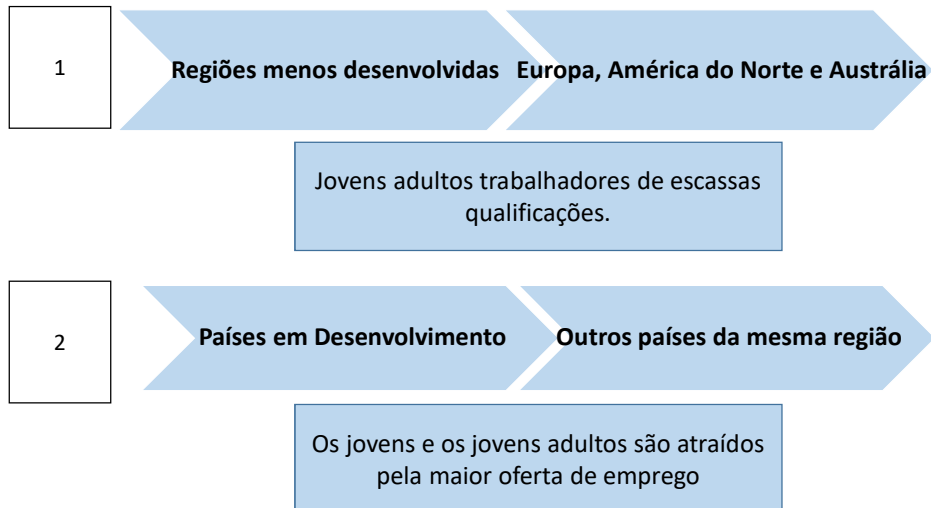 1
Regiões menos desenvolvidas
Europa, América do Norte e Austrália
Jovens adultos trabalhadores de escassas
qualificações.
2
Países em Desenvolvimento
Outros países da mesma região
Os jovens e os jovens adultos são atraídos
pela maior oferta de emprego